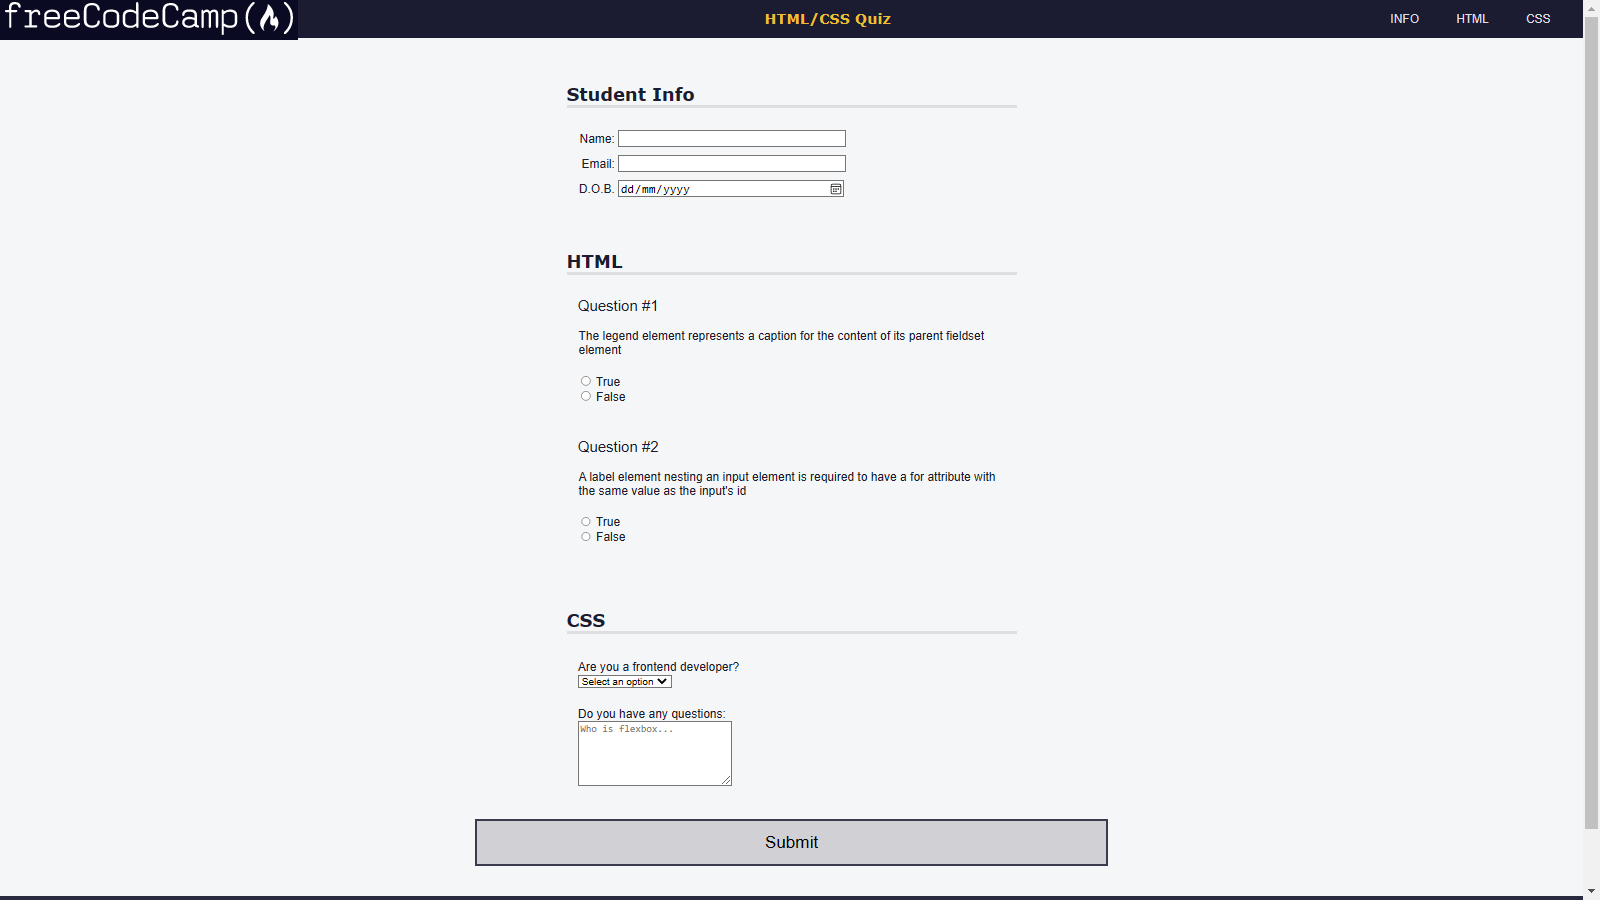 freeCodeCamp(🔥)
HTML/CSS Quiz
INFO HTML CSS
Student Info
Name:
Email:
D.O.B. dd/mm/yyyy
HTML
Question #1
The legend element represents a caption for the content of its parent fieldset
element
True
False
Question #2
A label element nesting an input element is required to have a for attribute with
the same value as the input's id
True
False
CSS
Are you a frontend developer?
Select an option
Do you have any questions:
Who is flexbox...
Submit